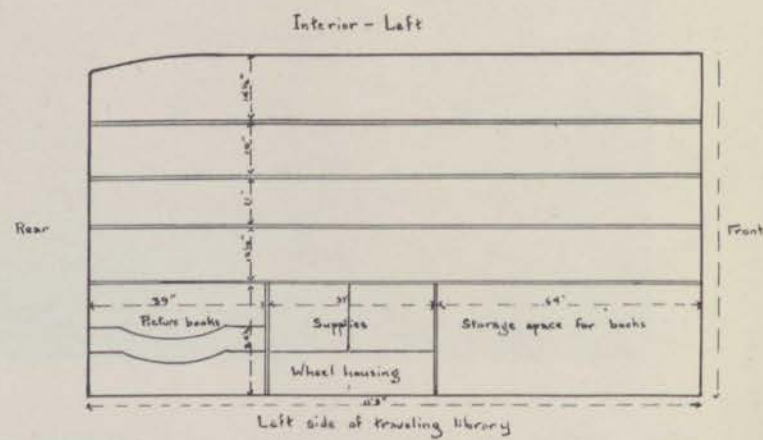 Interior - Left
Rear
Front
39"
64"
Picture books
Supplies
Storage space for books
Wheel housing
Left side of traveling library